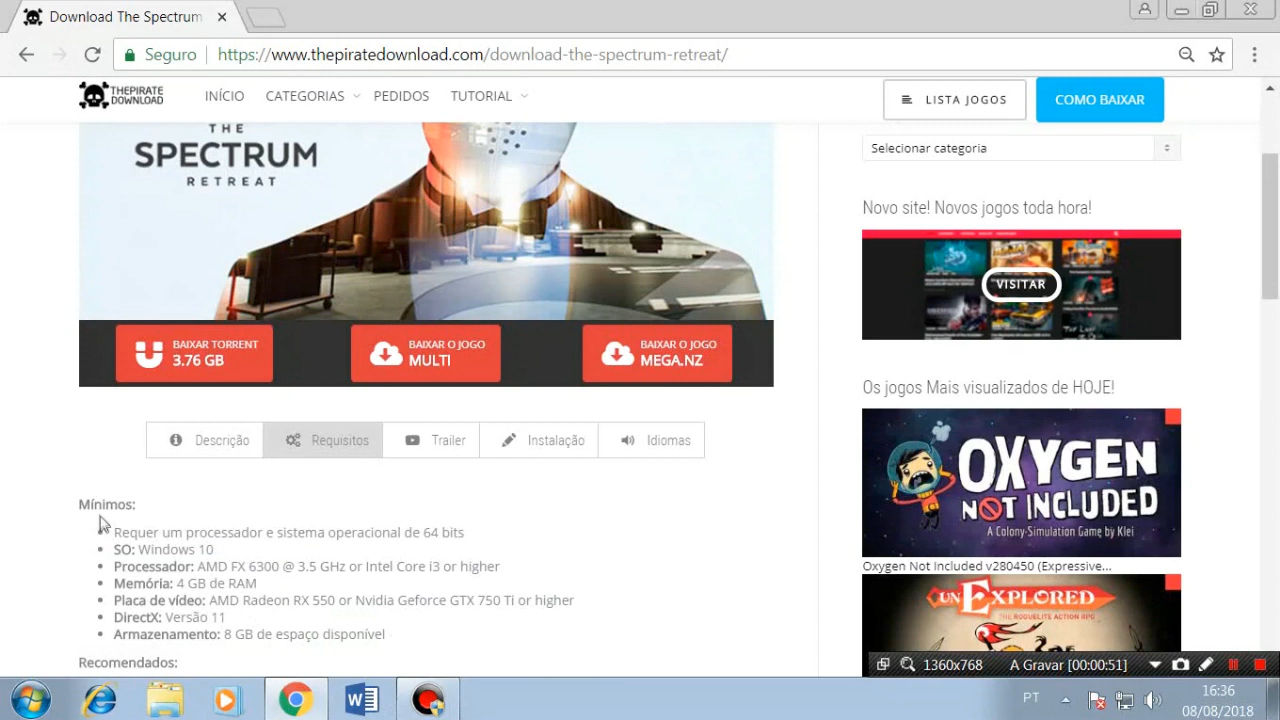 Download The Spectrum
Seguro
https://www.thepiratedownload.com/download-the-spectrum-retreat/
THEPIRATE
DOWNLOAD
INÍCIO
CATEGORIAS
PEDIDOS
TUTORIAL
LISTA JOGOS
COMO BAIXAR
THE
SPECTRUM
RETREAT
BAIXAR TORRENT
3.76 GB
BAIXAR O JOGO
MULTI
BAIXAR O JOGO
MEGA.NZ
Descrição
Requisitos
Trailer
Instalação
Idiomas
Mínimos:
Requer um processador e sistema operacional de 64 bits
SO: Windows 10
Processador: AMD FX 6300 @ 3.5 GHz or Intel Core i3 or higher
Memória: 4 GB de RAM
Placa de vídeo: AMD Radeon RX 550 or Nvidia Geforce GTX 750 Ti or higher
DirectX: Versão 11
Armazenamento: 8 GB de espaço disponível
Recomendados:
Selecionar categoria
Novo site! Novos jogos toda hora!
VISITAR
Os jogos Mais visualizados de HOJE!
OXYGEN
NOT INCLUDED
A Colony-Simulation Game by Klei
Oxygen Not Included v280450 (Expressive...
UNEXPLORED
THE ROGUELITE ACTION RPG
1360x768
A Gravar [00:00:51]
PT
16:36
08/08/2018